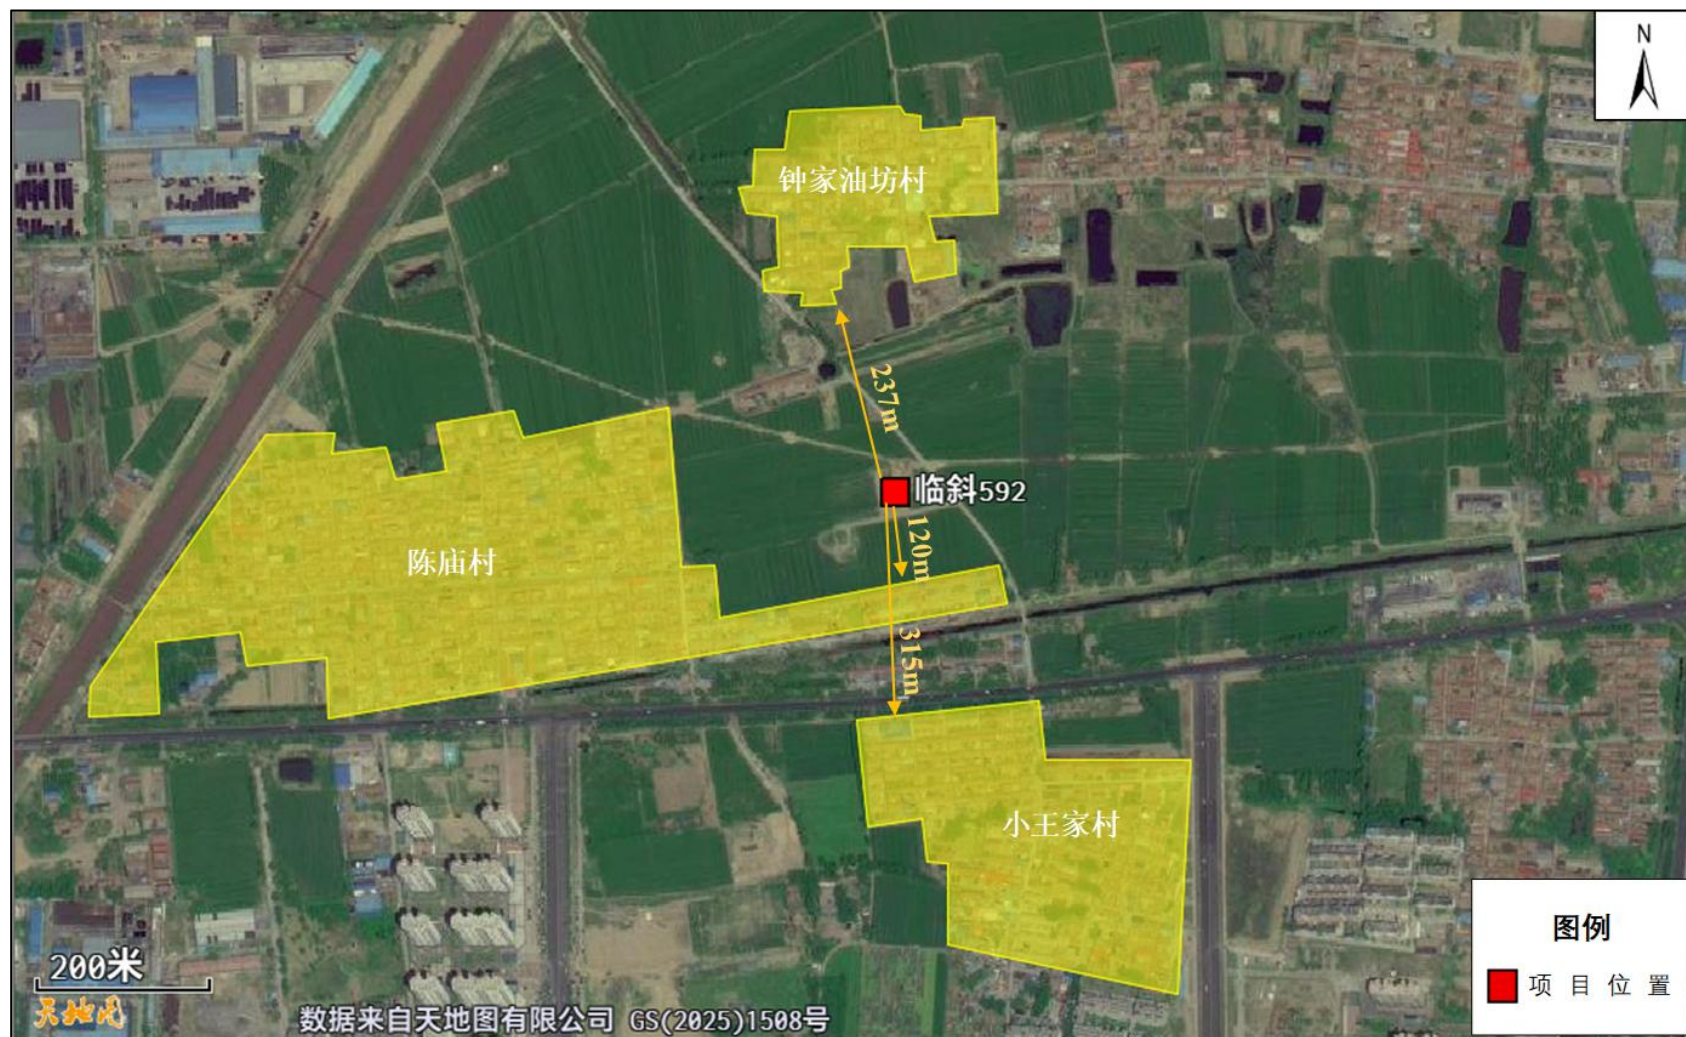 N
钟家油坊村
237m
临斜592
120m
陈庙村
315m
小王家村
图例
项目位置
200米
天地图
数据来自天地图有限公司 GS(2025)1508号